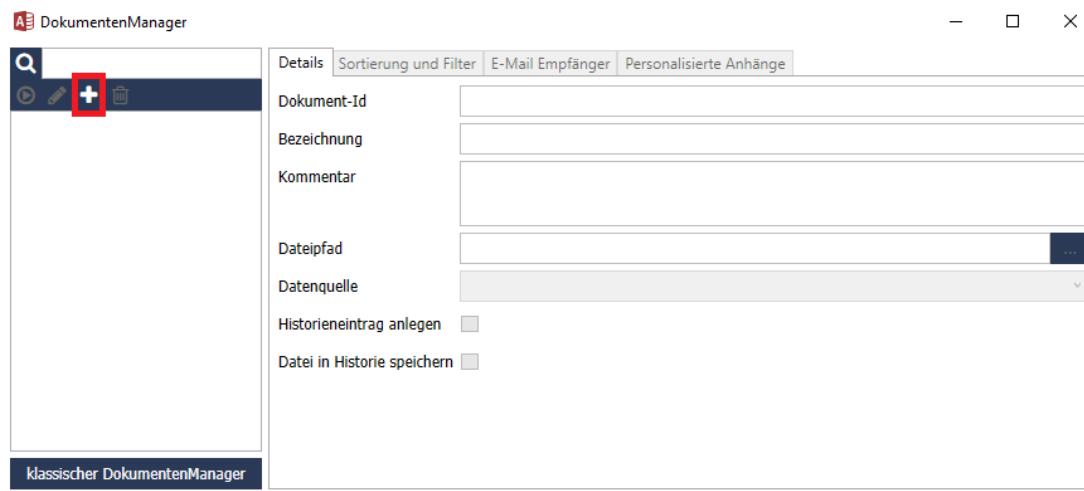 DokumentenManager
Details Sortierung und Filter E-Mail Empfänger Personalisierte Anhänge
Dokument-Id
Bezeichnung
Kommentar
Dateipfad ...
Datenquelle
Historieneintrag anlegen
Datei in Historie speichern
klassischer DokumentenManager